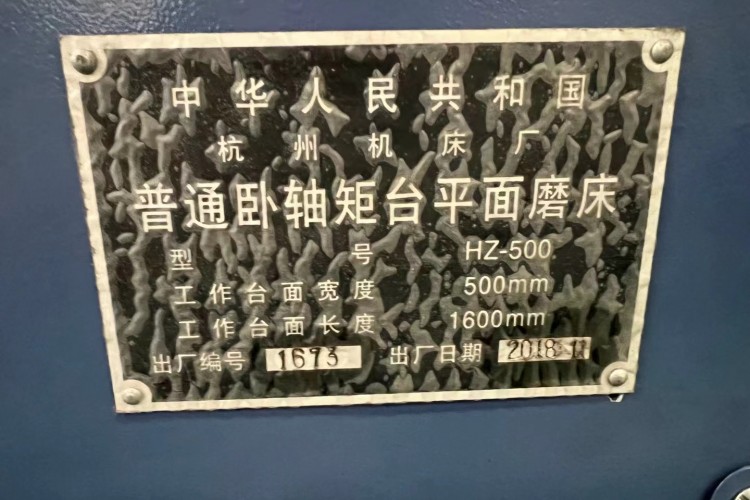 中华人民共和国
杭州机床厂
普通卧轴矩台平面磨床
型号 HZ-500
工作台面宽度 500mm
工作台面长度 1600mm
出厂编号 1673 出厂日期 2018.11